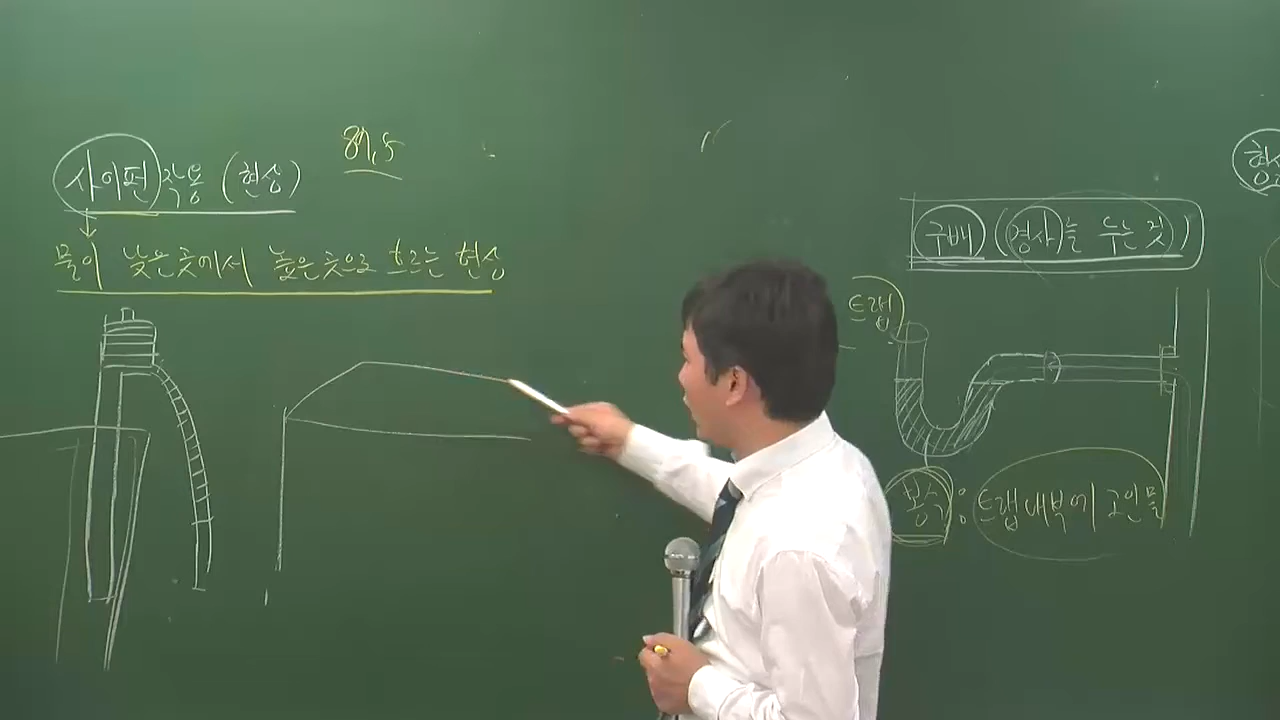 사이펀 작용 (현상)
물이 낮은곳에서 높은곳으로 흐르는 현상
구배 (경사를 두는 것)
트랩
봉수 : 트랩 내부에 고인물